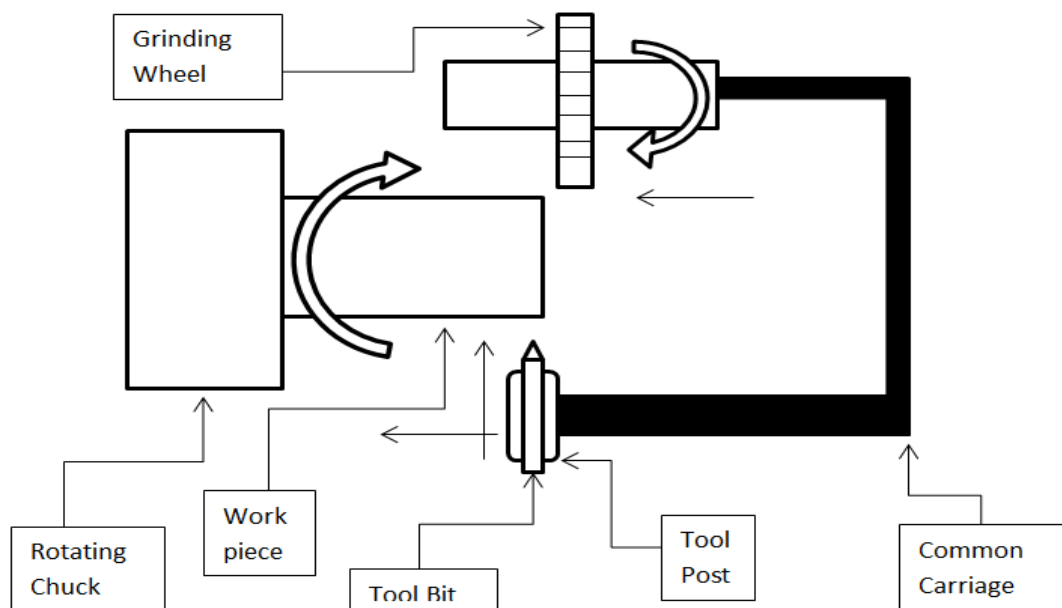 Grinding
Wheel
Rotating
Chuck
Work
piece
Tool Bit
Tool
Post
Common
Carriage